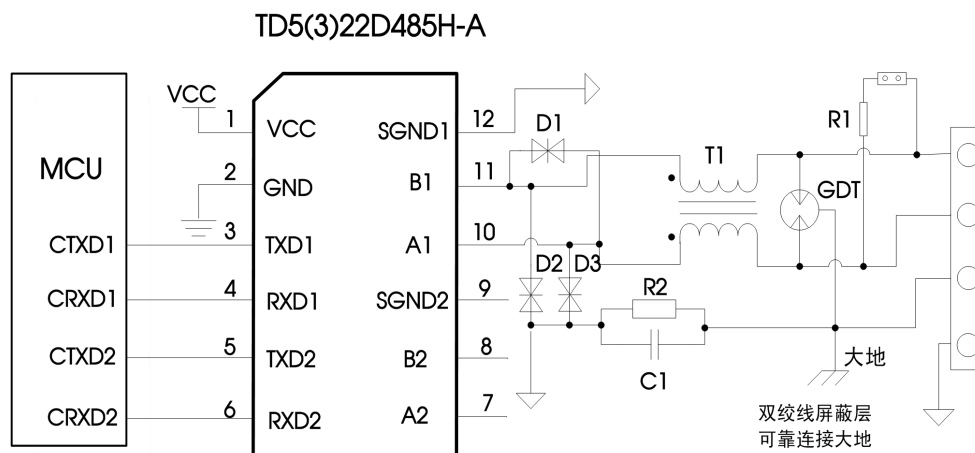 TD5(3)22D485H-A
MCU
CTXD1
CRXD1
CTXD2
CRXD2
VCC
1
2
3
4
5
6
VCC
GND
TXD1
RXD1
TXD2
RXD2
SGND1
B1
A1
SGND2
B2
A2
12
11
10
9
8
7
D1
D2
D3
T1
R1
GDT
R2
C1
大地
双绞线屏蔽层
可靠连接大地